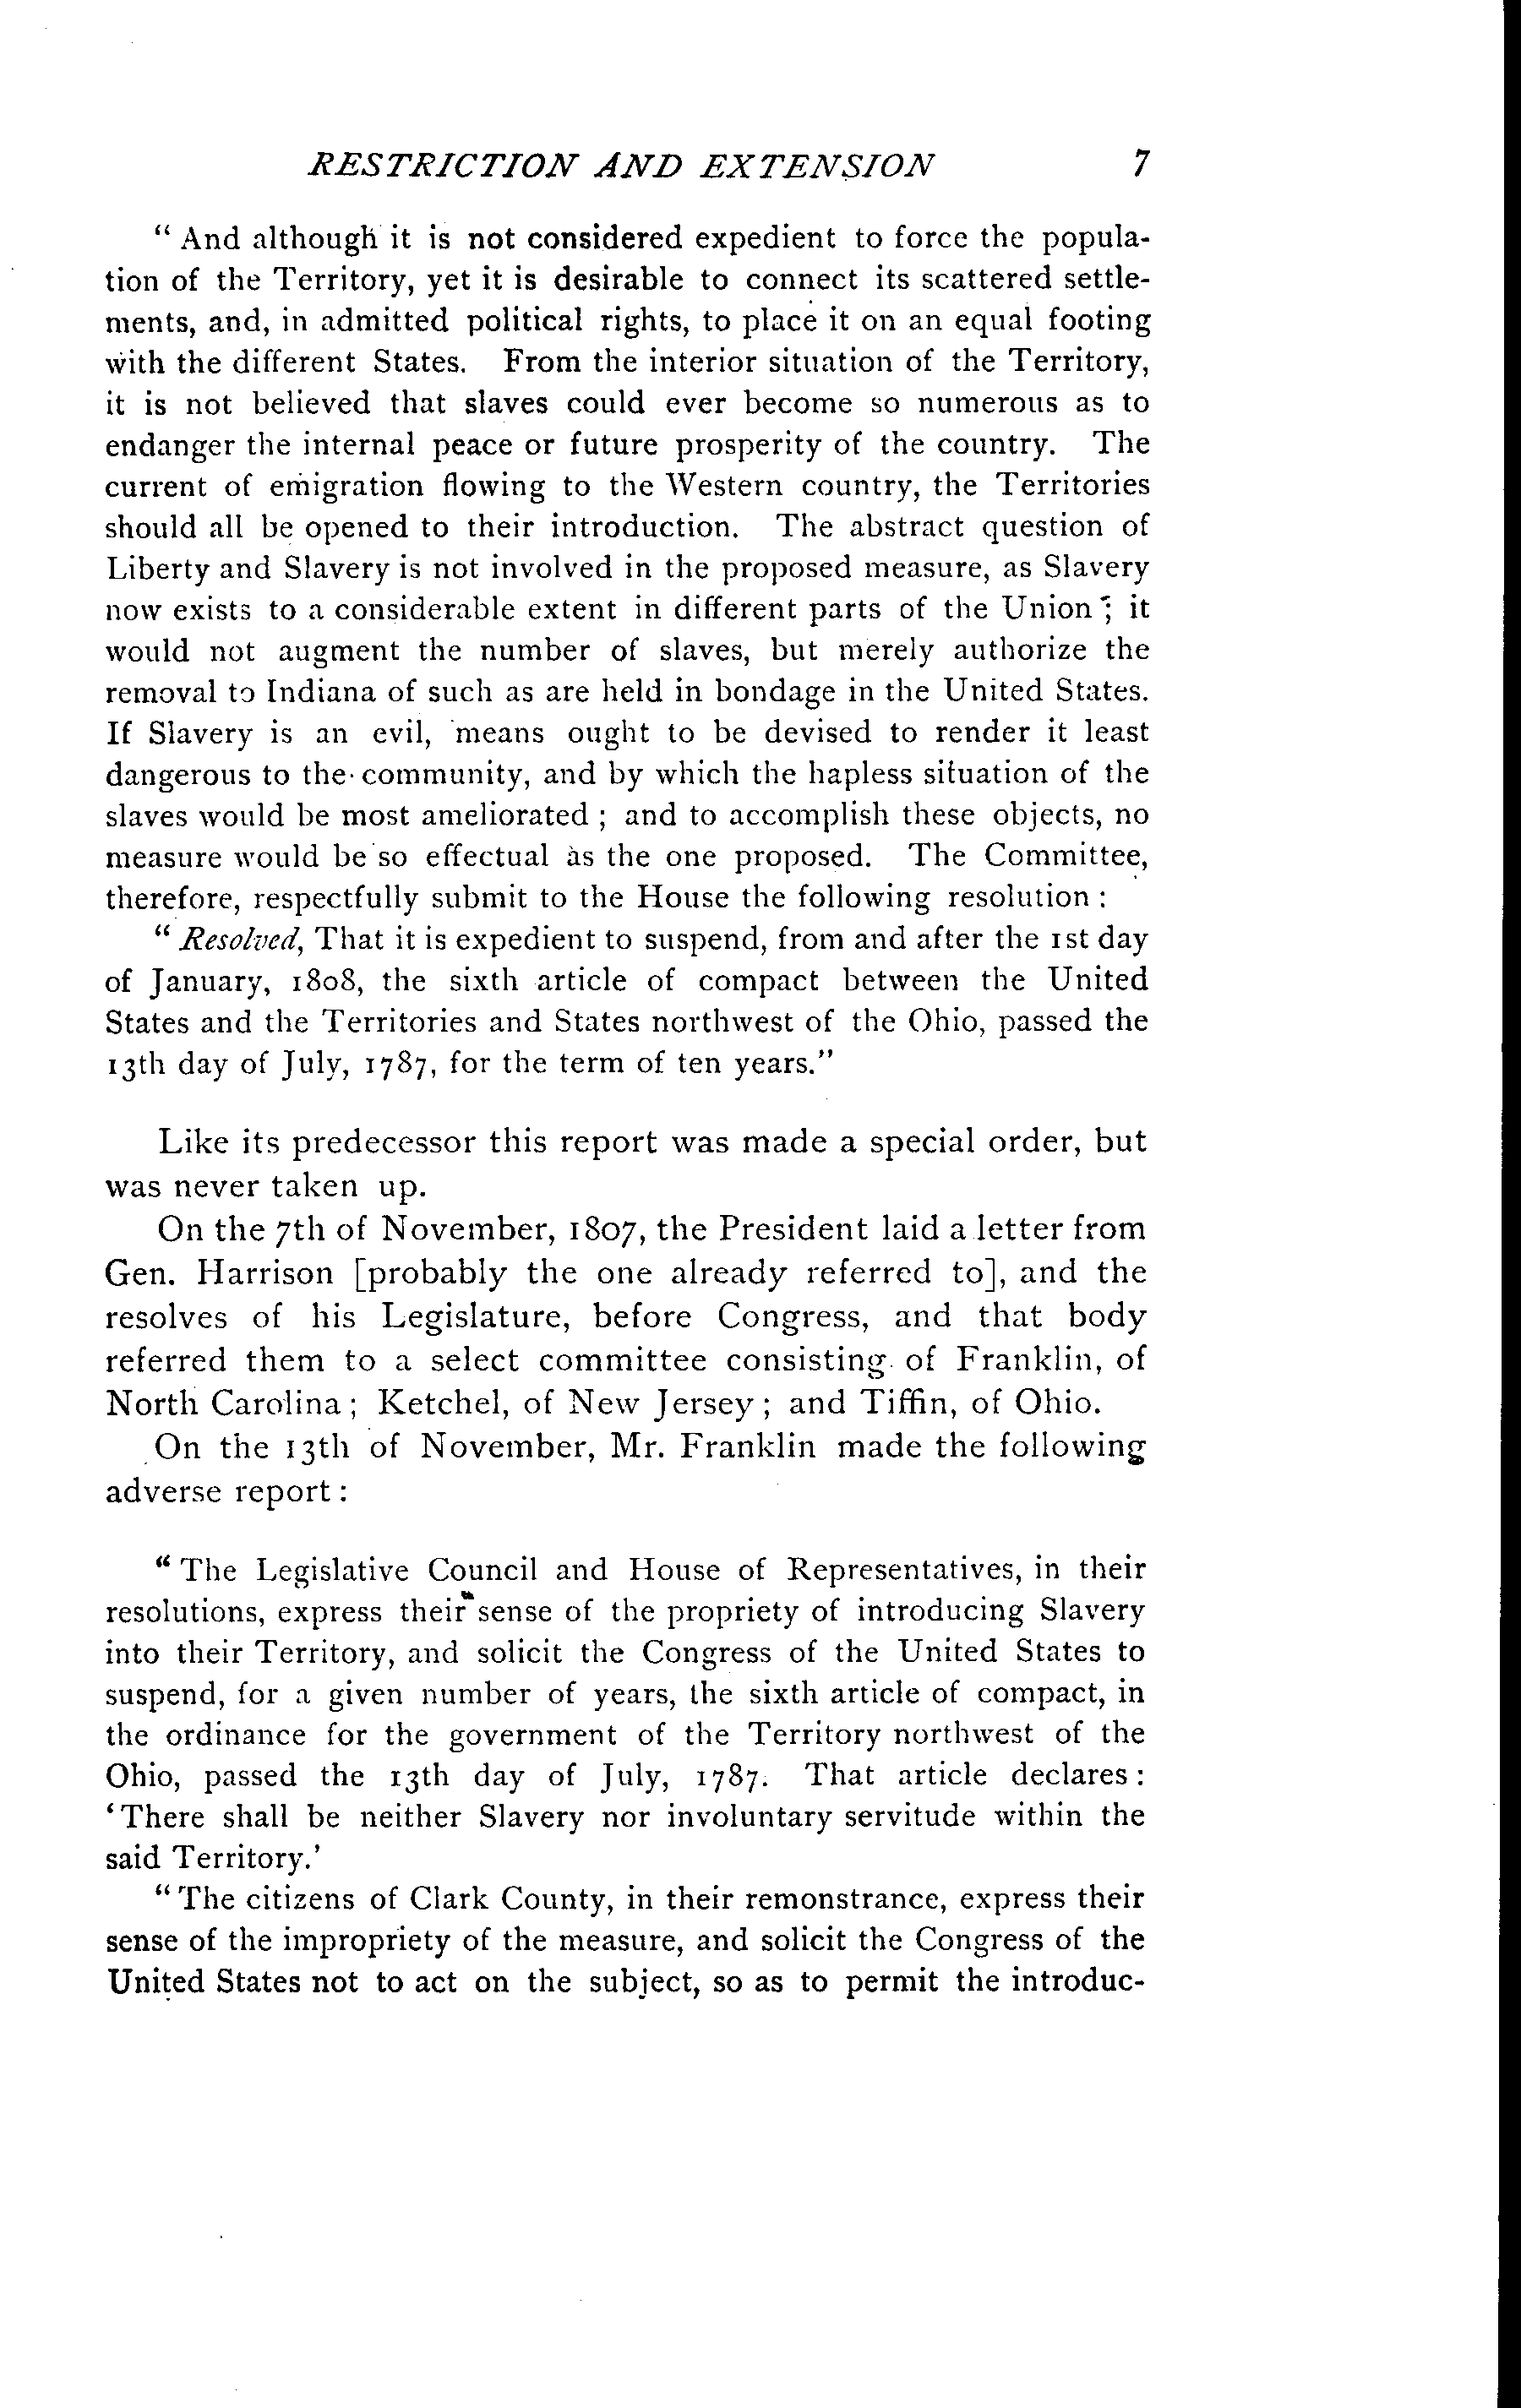 RESTRICTION AND EXTENSION 7
“ And although it is not considered expedient to force the popula-
tion of the Territory, yet it is desirable to connect its scattered settle-
ments, and, in admitted political rights, to place it on an equal footing
with the different States. From the interior situation of the Territory,
it is not believed that slaves could ever become so numerous as to
endanger the internal peace or future prosperity of the country. The
current of emigration flowing to the Western country, the Territories
should all be opened to their introduction. The abstract question of
Liberty and Slavery is not involved in the proposed measure, as Slavery
now exists to a considerable extent in different parts of the Union ; it
would not augment the number of slaves, but merely authorize the
removal to Indiana of such as are held in bondage in the United States.
If Slavery is an evil, means ought to be devised to render it least
dangerous to the community, and by which the hapless situation of the
slaves would be most ameliorated ; and to accomplish these objects, no
measure would be so effectual as the one proposed. The Committee,
therefore, respectfully submit to the House the following resolution :
“ Resolved, That it is expedient to suspend, from and after the 1st day
of January, 1808, the sixth article of compact between the United
States and the Territories and States northwest of the Ohio, passed the
13th day of July, 1787, for the term of ten years.”
Like its predecessor this report was made a special order, but
was never taken up.
On the 7th of November, 1807, the President laid a letter from
Gen. Harrison [probably the one already referred to], and the
resolves of his Legislature, before Congress, and that body
referred them to a select committee consisting of Franklin, of
North Carolina ; Ketchel, of New Jersey ; and Tiffin, of Ohio.
On the 13th of November, Mr. Franklin made the following
adverse report :
“ The Legislative Council and House of Representatives, in their
resolutions, express their sense of the propriety of introducing Slavery
into their Territory, and solicit the Congress of the United States to
suspend, for a given number of years, the sixth article of compact, in
the ordinance for the government of the Territory northwest of the
Ohio, passed the 13th day of July, 1787. That article declares :
‘ There shall be neither Slavery nor involuntary servitude within the
said Territory.’
“ The citizens of Clark County, in their remonstrance, express their
sense of the impropriety of the measure, and solicit the Congress of the
United States not to act on the subject, so as to permit the introduc-